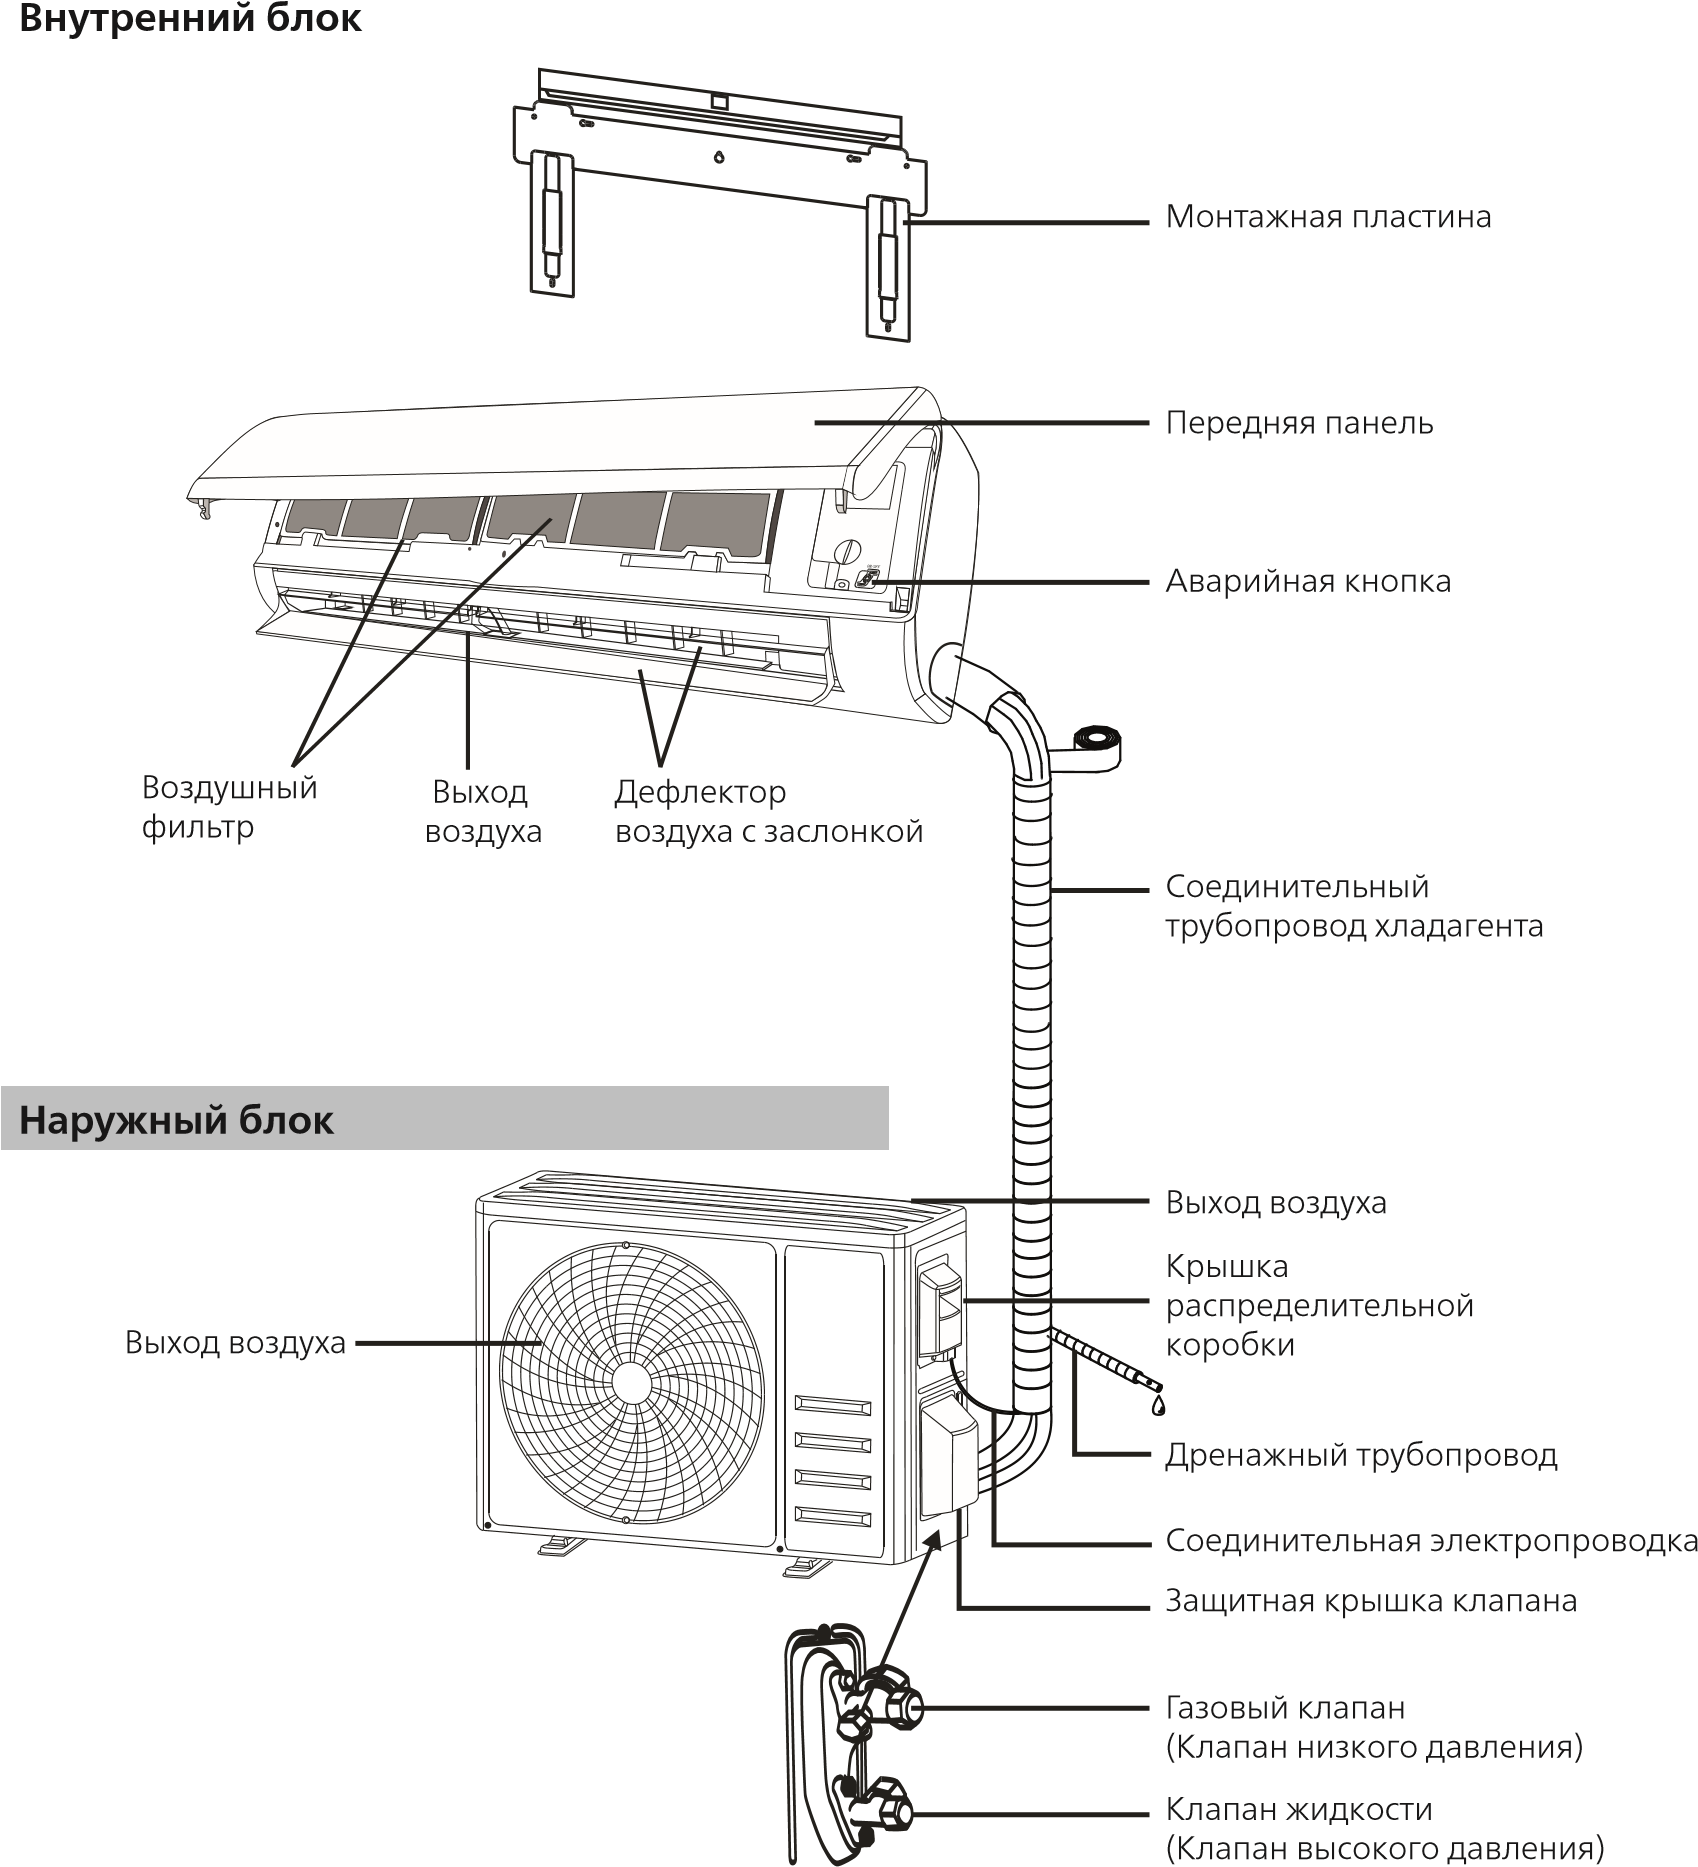 Внутренний блок
Монтажная пластина
Передняя панель
Аварийная кнопка
Воздушный
фильтр
Выход
воздуха
Дефлектор
воздуха с заслонкой
Соединительный
трубопровод хладагента
Наружный блок
Выход воздуха
Крышка
распределительной
коробки
Выход воздуха
Дренажный трубопровод
Соединительная электропроводка
Защитная крышка клапана
Газовый клапан
(Клапан низкого давления)
Клапан жидкости
(Клапан высокого давления)